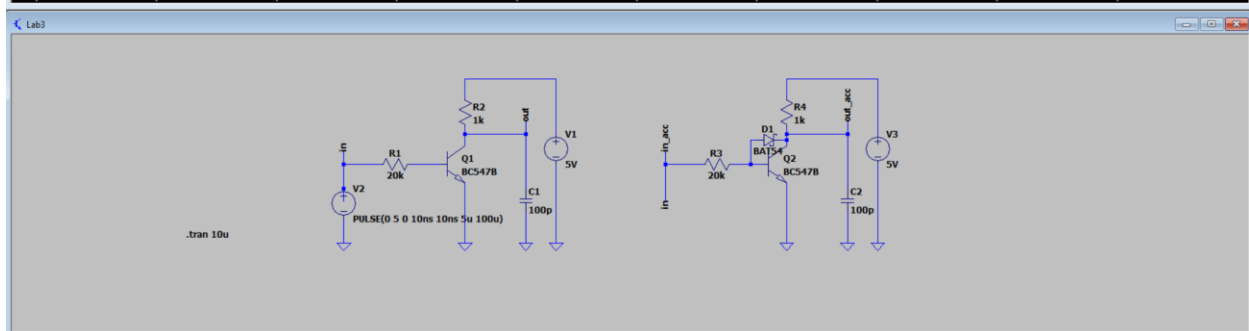 Lab3
R2
1k
out
V1
5V
in
R1
20k
Q1
BC547B
C1
100p
V2
PULSE(0 5 0 10ns 10ns 5u 100u)
.tran 10u
in_acc
in
R3
20k
D1
BAT54
Q2
BC547B
R4
1k
out_acc
V3
5V
C2
100p